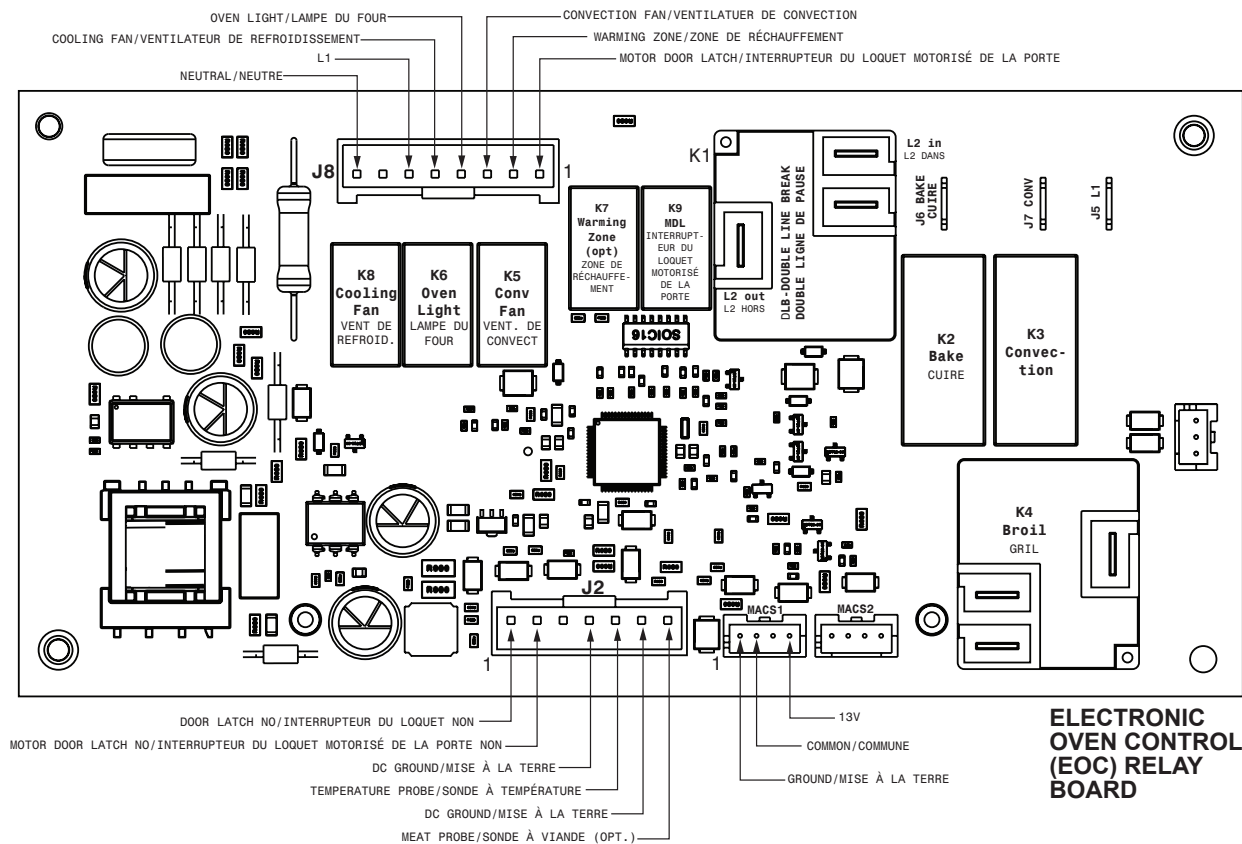 OVEN LIGHT/LAMPE DU FOUR
CONVECTION FAN/VENTILATUER DE CONVECTION
COOLING FAN/VENTILATEUR DE REFROIDISSEMENT
WARMING ZONE/ZONE DE RÉCHAUFFEMENT
L1
MOTOR DOOR LATCH/INTERRUPTEUR DU LOQUET MOTORISÉ DE LA PORTE
NEUTRAL/NEUTRE
J8
1
K1
L2 in
L2 DANS
J6 BAKE
CUIRE
J7 CONV
J5 L1
K7
Warming
Zone
(opt)
ZONE DE
RÉCHAUFFE-
MENT
K9
MDL
INTERRUPT-
EUR DU
LOQUET
MOTORISÉ
DE LA
PORTE
DLB-DOUBLE LINE BREAK
DOUBLE LIGNE DE PAUSE
L2 out
L2 HORS
K8
Cooling
Fan
VENT DE
REFROID.
K6
Oven
Light
LAMPE DU
FOUR
K5
Conv
Fan
VENT. DE
CONVECT
SOIC16
K2
Bake
CUIRE
K3
Convec-
tion
K4
Broil
GRIL
R000
R000
J2
1
MACS1
1
MACS2
DOOR LATCH NO/INTERRUPTEUR DU LOQUET NON
MOTOR DOOR LATCH NO/INTERRUPTEUR DU LOQUET MOTORISÉ DE LA PORTE NON
DC GROUND/MISE À LA TERRE
TEMPERATURE PROBE/SONDE À TEMPÉRATURE
DC GROUND/MISE À LA TERRE
MEAT PROBE/SONDE À VIANDE (OPT.)
13V
COMMON/COMMUNE
GROUND/MISE À LA TERRE
ELECTRONIC
OVEN CONTROL
(EOC) RELAY
BOARD